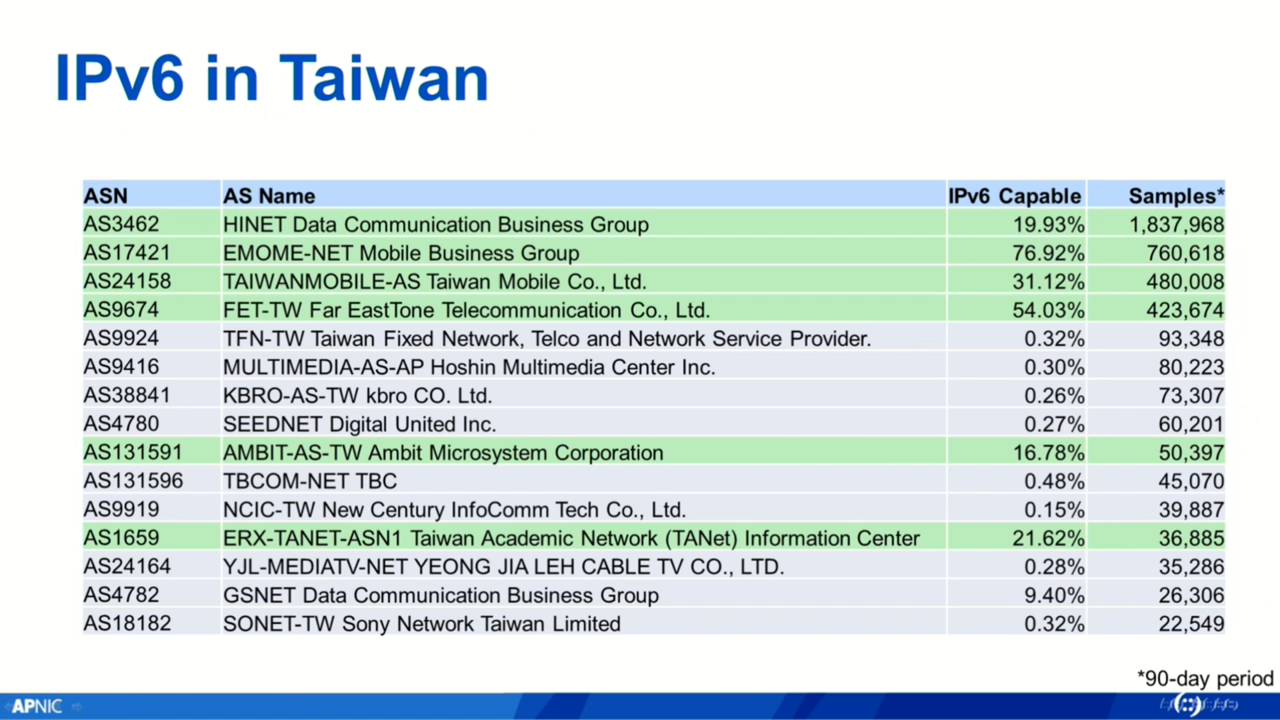 IPv6 in Taiwan
ASN AS Name IPv6 Capable Samples*
AS3462 HINET Data Communication Business Group 19.93% 1,837,968
AS17421 EMOME-NET Mobile Business Group 76.92% 760,618
AS24158 TAIWANMOBILE-AS Taiwan Mobile Co., Ltd. 31.12% 480,008
AS9674 FET-TW Far EastTone Telecommunication Co., Ltd. 54.03% 423,674
AS9924 TFN-TW Taiwan Fixed Network, Telco and Network Service Provider. 0.32% 93,348
AS9416 MULTIMEDIA-AS-AP Hoshin Multimedia Center Inc. 0.30% 80,223
AS38841 KBRO-AS-TW kbro CO. Ltd. 0.26% 73,307
AS4780 SEEDNET Digital United Inc. 0.27% 60,201
AS131591 AMBIT-AS-TW Ambit Microsystem Corporation 16.78% 50,397
AS131596 TBCOM-NET TBC 0.48% 45,070
AS9919 NCIC-TW New Century InfoComm Tech Co., Ltd. 0.15% 39,887
AS1659 ERX-TANET-ASN1 Taiwan Academic Network (TANet) Information Center 21.62% 36,885
AS24164 YJL-MEDIATV-NET YEONG JIA LEH CABLE TV CO., LTD. 0.28% 35,286
AS4782 GSNET Data Communication Business Group 9.40% 26,306
AS18182 SONET-TW Sony Network Taiwan Limited 0.32% 22,549
*90-day period
APNIC